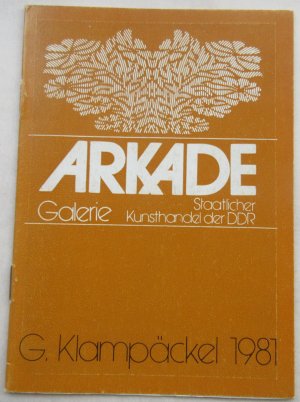 ARKADE
Galerie Staatlicher
Kunsthandel der DDR
G. Klampäckel 1981